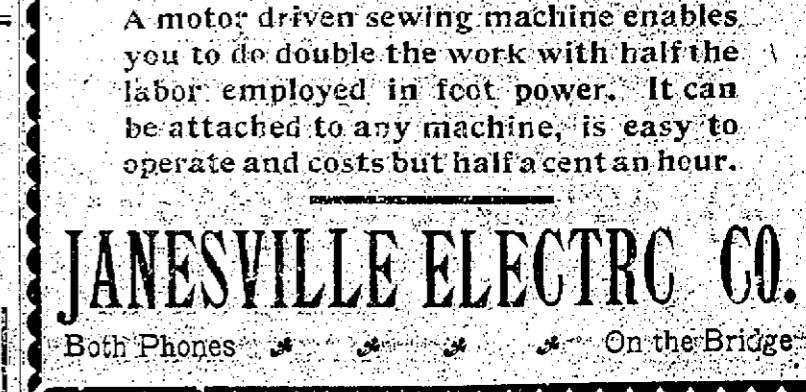 A motor driven sewing machine enables
you to do double the work with half the
labor employed in foot power. It can
be attached to any machine, is easy to
operate and costs but half a cent an hour.
JANESVILLE ELECTRC CO.
Both Phones On the Bridge